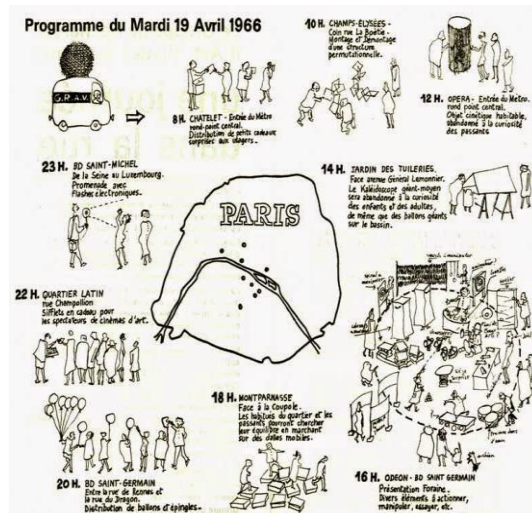 Programme du Mardi 19 Avril 1966
G.R.A.V.
8 H. CHATELET - Entrée du Métro
rond-point central.
Distribution de petits cadeaux
surprises aux usagers.
10 H. CHAMPS-ELYSÉES -
Coin rue La Boëtie -
Montage et Démontage
d'une structure
permutationnelle.
12 H. OPERA - Entrée du Métro.
rond point central.
Objet cinétique habitable,
abandonné à la curiosité
des passants
14 H. JARDIN DES TUILERIES.
Face avenue Général Lemonnier.
Le Kaléidoscope géant-moyen
sera abandonné à la curiosité
des enfants et des adultes,
de même que des ballons géants
sur le bassin.
16 H. ODEON - BD SAINT GERMAIN
Présentation Foraine.
Divers éléments à actionner,
manipuler, essayer, etc.
18 H. MONTPARNASSE
Face à la Coupole.
Les habitués du quartier et les
passants pourront chercher
leur équilibre en marchant
sur des dalles mobiles.
20 H. BD SAINT-GERMAIN
Entre la rue de Rennes et
la rue du Dragon.
Distribution de ballons et épingles.
22 H. QUARTIER LATIN
rue Champollion
Sifflets en cadeau pour
les spectateurs de cinémas d'art.
23 H. BD SAINT-MICHEL
De la Seine au Luxembourg.
Promenade avec
Flashes électroniques.
PARIS